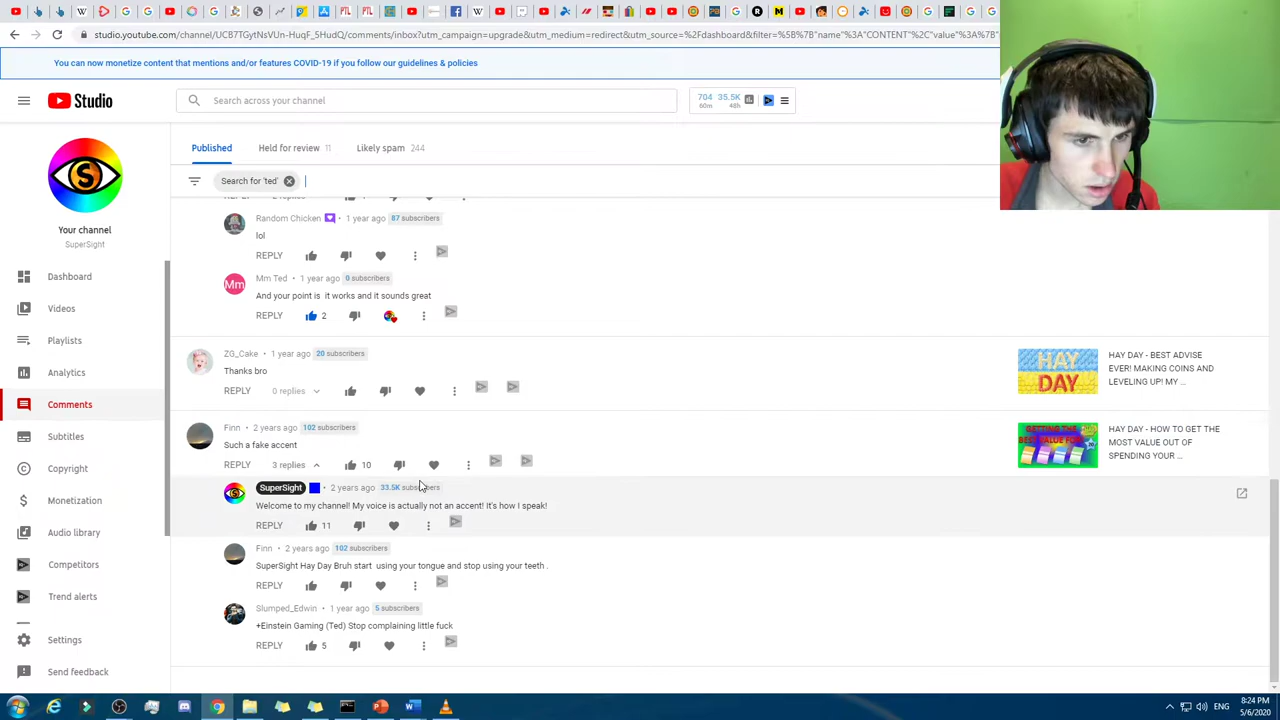 studio.youtube.com/channel/UCB7TGytNsVUn-HuqF_5HudQ/comments/inbox?utm_campaign=upgrade&utm_medium=redirect&utm_source=%2Fdashboard&filter=%5B%7B%20name"%3A"CONTENT"%2C"value"%3A%7B"
You can now monetize content that mentions and/or features COVID-19 if you follow our guidelines & policies
Studio
Search across your channel
704 35.5K
60m 48h
Published
Held for review 11
Likely spam 244
Search for 'ted'
Your channel
SuperSight
Dashboard
Videos
Playlists
Analytics
Comments
Subtitles
Copyright
Monetization
Audio library
Competitors
Trend alerts
Settings
Send feedback
Random Chicken • 1 year ago 87 subscribers
lol
REPLY
Mm
Mm Ted • 1 year ago 0 subscribers
And your point is it works and it sounds great
REPLY 2
ZG_Cake • 1 year ago 20 subscribers
Thanks bro
REPLY 0 replies
HAY DAY
HAY DAY - BEST ADVISE
EVER! MAKING COINS AND
LEVELING UP! MY ...
Finn • 2 years ago 102 subscribers
Such a fake accent
REPLY 3 replies 10
HAY DAY - HOW TO GET THE
MOST VALUE OUT OF
SPENDING YOUR ...
SuperSight • 2 years ago 33.5K subscribers
Welcome to my channel! My voice is actually not an accent! It's how I speak!
REPLY 11
Finn • 2 years ago 102 subscribers
SuperSight Hay Day Bruh start using your tongue and stop using your teeth .
REPLY
Slumped_Edwin • 1 year ago 5 subscribers
+Einstein Gaming (Ted) Stop complaining little fuck
REPLY 5
ENG
8:24 PM
5/6/2020